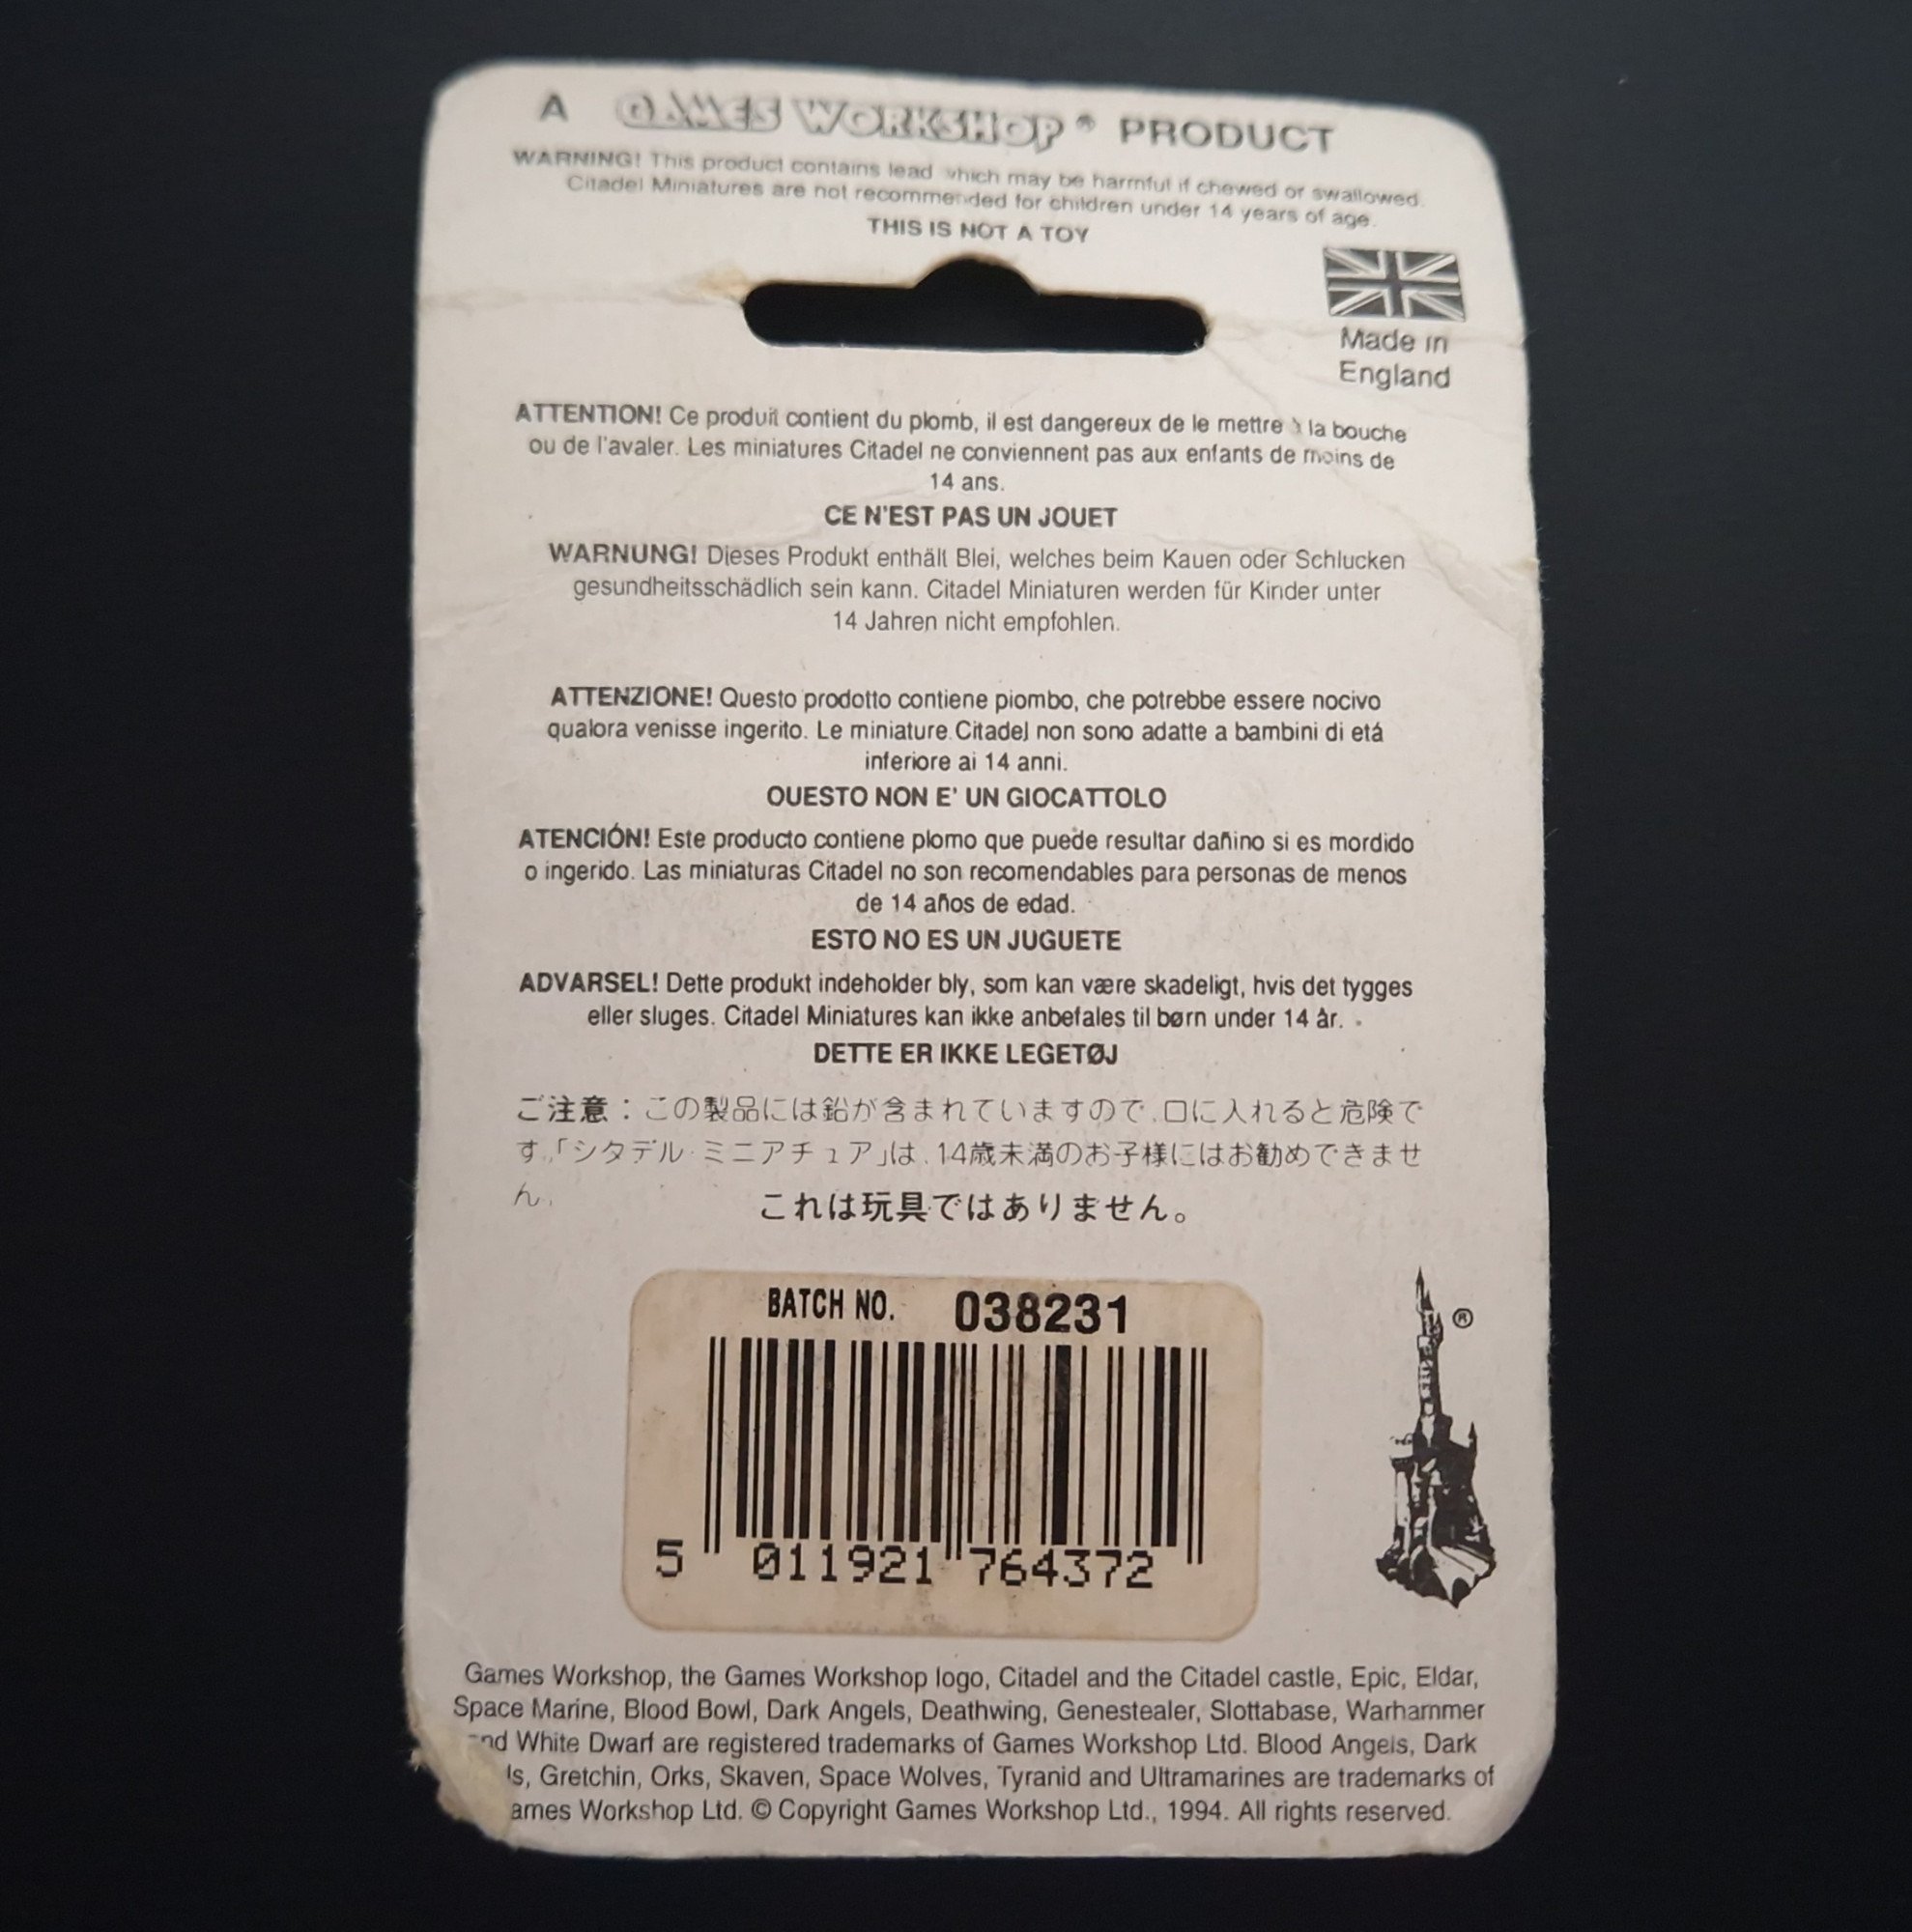 A GAMES WORKSHOP® PRODUCT
WARNING! This product contains lead which may be harmful if chewed or swallowed.
Citadel Miniatures are not recommended for children under 14 years of age.
THIS IS NOT A TOY
Made in
England
ATTENTION! Ce produit contient du plomb, il est dangereux de le mettre à la bouche
ou de l'avaler. Les miniatures Citadel ne conviennent pas aux enfants de moins de
14 ans.
CE N'EST PAS UN JOUET
WARNUNG! Dieses Produkt enthält Blei, welches beim Kauen oder Schlucken
gesundheitsschädlich sein kann. Citadel Miniaturen werden für Kinder unter
14 Jahren nicht empfohlen.
ATTENZIONE! Questo prodotto contiene piombo, che potrebbe essere nocivo
qualora venisse ingerito. Le miniature Citadel non sono adatte a bambini di etá
inferiore ai 14 anni.
QUESTO NON E' UN GIOCATTOLO
ATENCIÓN! Este producto contiene plomo que puede resultar dañino si es mordido
o ingerido. Las miniaturas Citadel no son recomendables para personas de menos
de 14 años de edad.
ESTO NO ES UN JUGUETE
ADVARSEL! Dette produkt indeholder bly, som kan være skadeligt, hvis det tygges
eller sluges. Citadel Miniatures kan ikke anbefales til børn under 14 år.
DETTE ER IKKE LEGETØJ
ご注意：この製品には鉛が含まれていますので、口に入れると危険で
す。「シタデル・ミニアチュア」は、14歳未満のお子様にはお勧めできませ
ん。
これは玩具ではありません。
BATCH NO. 038231
5 011921 764372
®
Games Workshop, the Games Workshop logo, Citadel and the Citadel castle, Epic, Eldar,
Space Marine, Blood Bowl, Dark Angels, Deathwing, Genestealer, Slottabase, Warhammer
nd White Dwarf are registered trademarks of Games Workshop Ltd. Blood Angels, Dark
ls, Gretchin, Orks, Skaven, Space Wolves, Tyranid and Ultramarines are trademarks of
ames Workshop Ltd. © Copyright Games Workshop Ltd., 1994. All rights reserved.